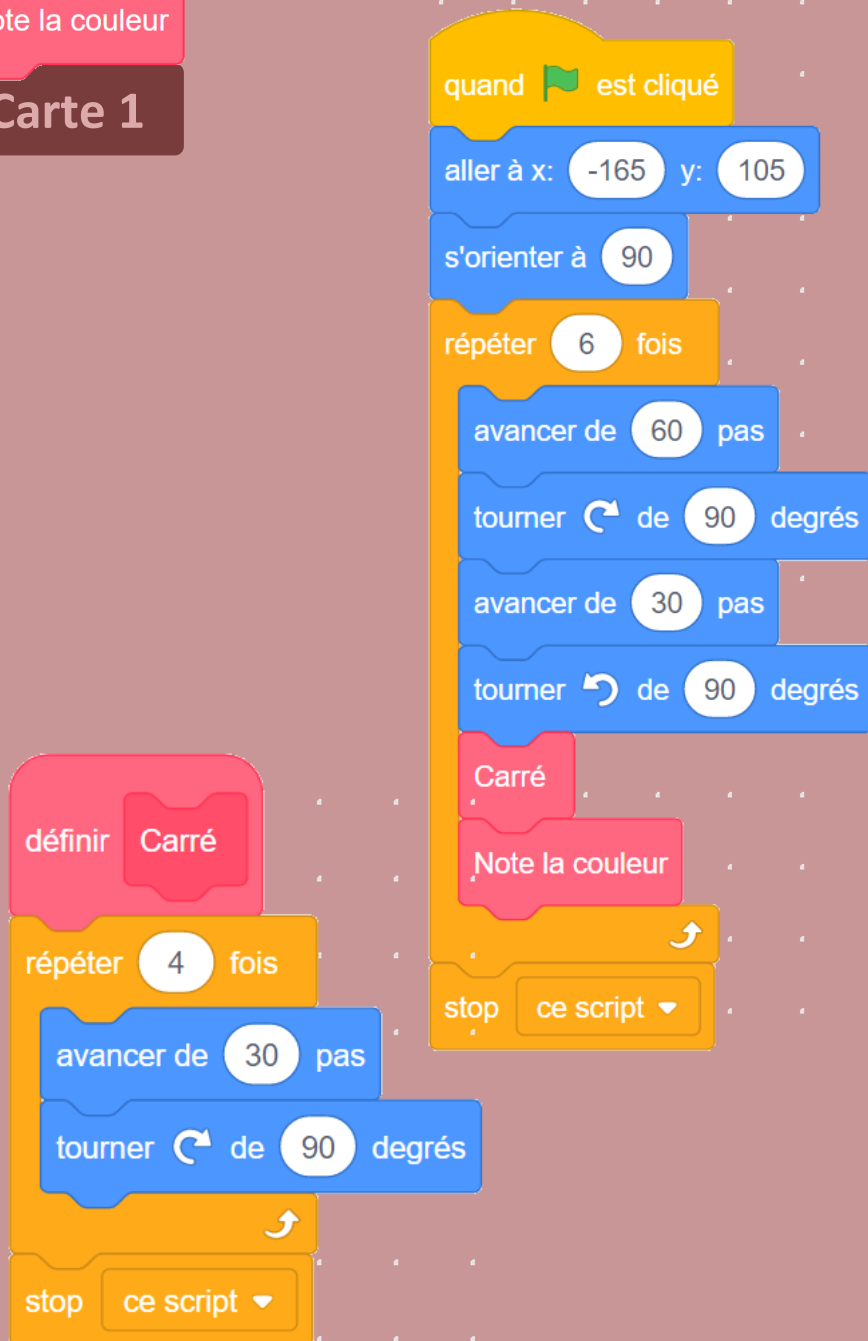 te la couleur
Carte 1
quand est cliqué
aller à x: -165 y: 105
s'orienter à 90
répéter 6 fois
avancer de 60 pas
tourner de 90 degrés
avancer de 30 pas
tourner de 90 degrés
Carré
Note la couleur
stop ce script
définir Carré
répéter 4 fois
avancer de 30 pas
tourner de 90 degrés
stop ce script